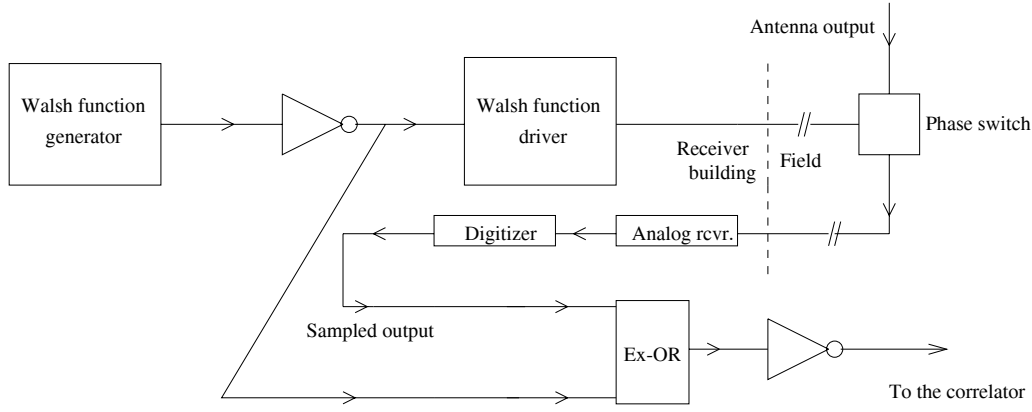 Antenna output
Walsh function
generator
Walsh function
driver
Phase switch
Receiver
building
Field
Digitizer
Analog rcvr.
Sampled output
Ex-OR
To the correlator